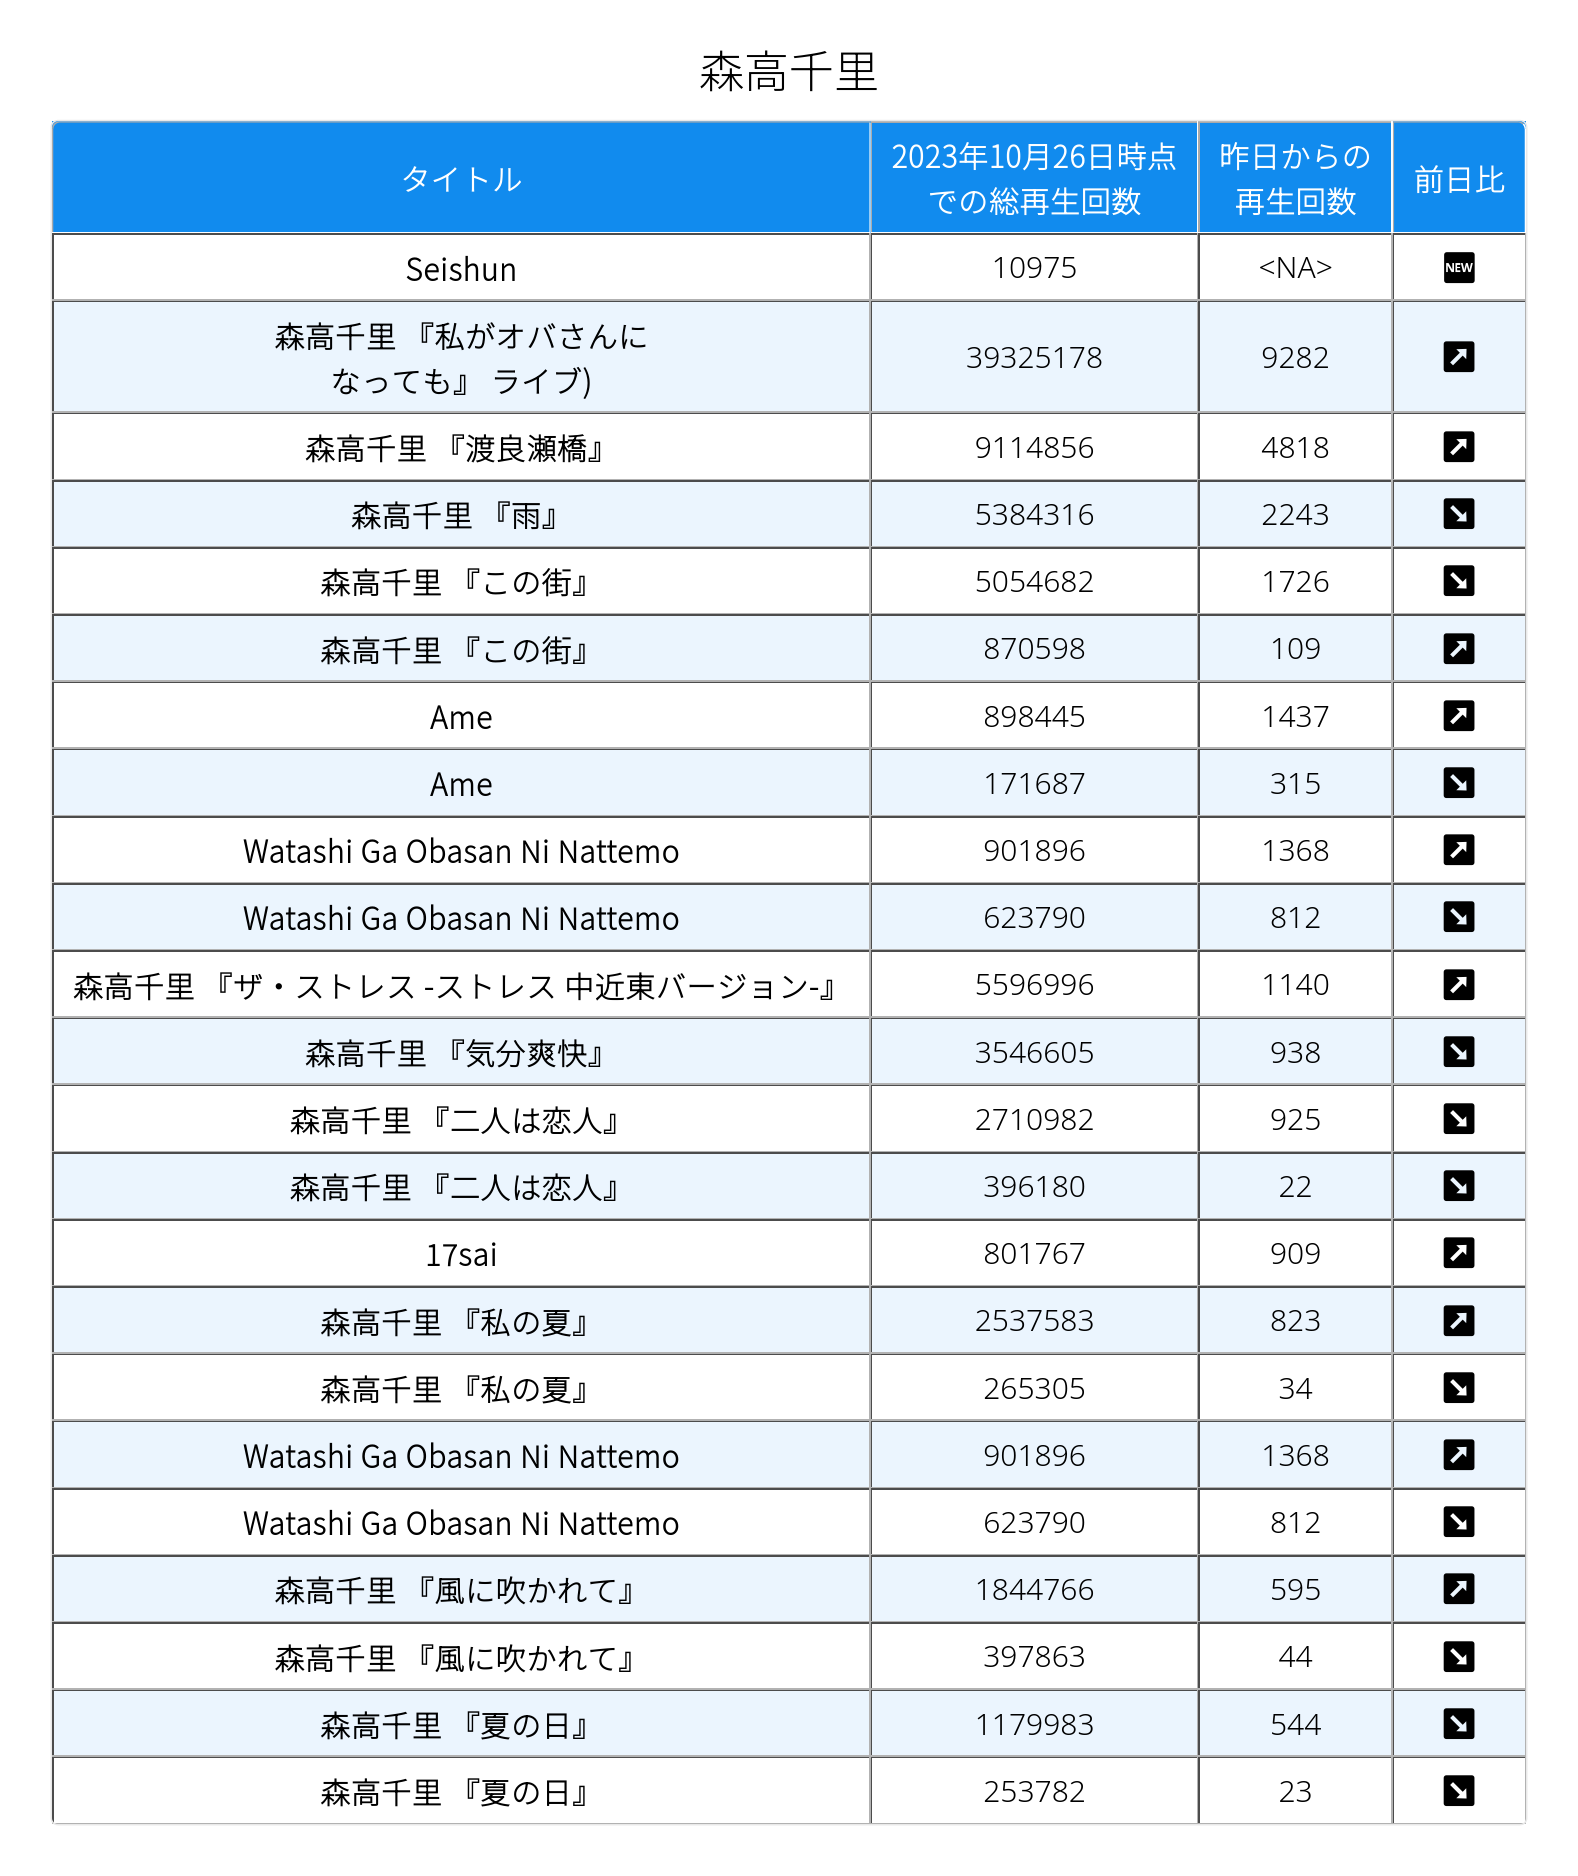 森高千里
タイトル 2023年10月26日時点での総再生回数 昨日からの再生回数 前日比
Seishun 10975 <NA> NEW
森高千里 『私がオバさんに
なっても』 ライブ) 39325178 9282 ↗
森高千里 『渡良瀬橋』 9114856 4818 ↗
森高千里 『雨』 5384316 2243 ↘
森高千里 『この街』 5054682 1726 ↘
森高千里 『この街』 870598 109 ↗
Ame 898445 1437 ↗
Ame 171687 315 ↘
Watashi Ga Obasan Ni Nattemo 901896 1368 ↗
Watashi Ga Obasan Ni Nattemo 623790 812 ↘
森高千里 『ザ・ストレス -ストレス 中近東バージョン-』 5596996 1140 ↗
森高千里 『気分爽快』 3546605 938 ↘
森高千里 『二人は恋人』 2710982 925 ↘
森高千里 『二人は恋人』 396180 22 ↘
17sai 801767 909 ↗
森高千里 『私の夏』 2537583 823 ↗
森高千里 『私の夏』 265305 34 ↘
Watashi Ga Obasan Ni Nattemo 901896 1368 ↗
Watashi Ga Obasan Ni Nattemo 623790 812 ↘
森高千里 『風に吹かれて』 1844766 595 ↗
森高千里 『風に吹かれて』 397863 44 ↘
森高千里 『夏の日』 1179983 544 ↘
森高千里 『夏の日』 253782 23 ↘